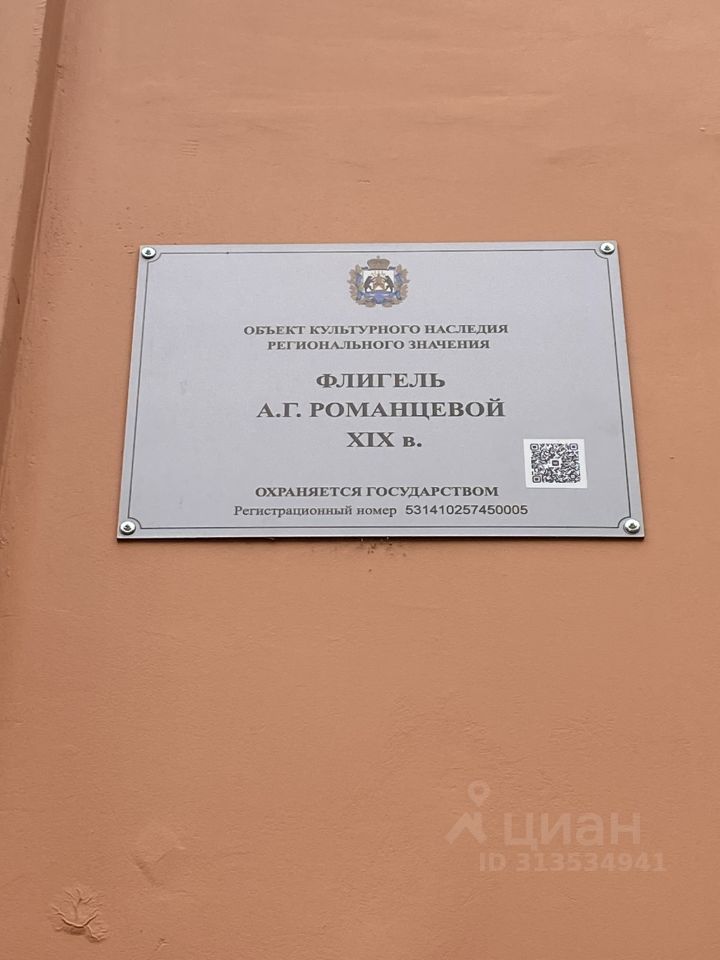 ОБЪЕКТ КУЛЬТУРНОГО НАСЛЕДИЯ
РЕГИОНАЛЬНОГО ЗНАЧЕНИЯ
ФЛИГЕЛЬ
А.Г. РОМАНЦЕВОЙ
XIX в.
ОХРАНЯЕТСЯ ГОСУДАРСТВОМ
Регистрационный номер 531410257450005
циан
ID 313534941